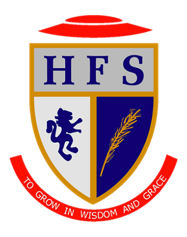 HFS
TO GROW IN WISDOM AND GRACE